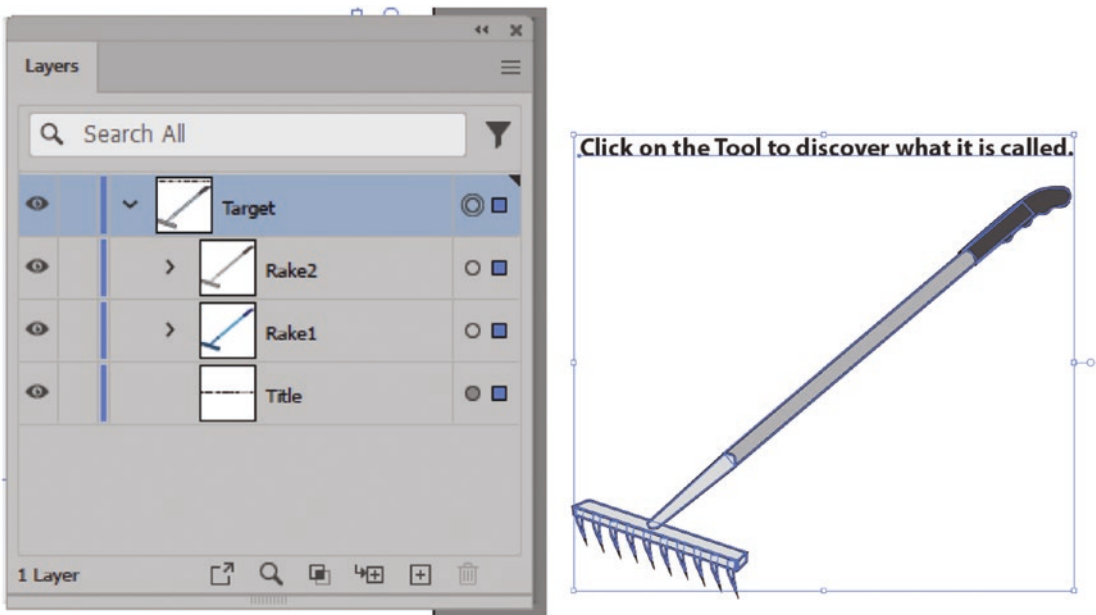 Layers
Search All
Target
Rake2
Rake1
Title
1 Layer
Click on the Tool to discover what it is called.